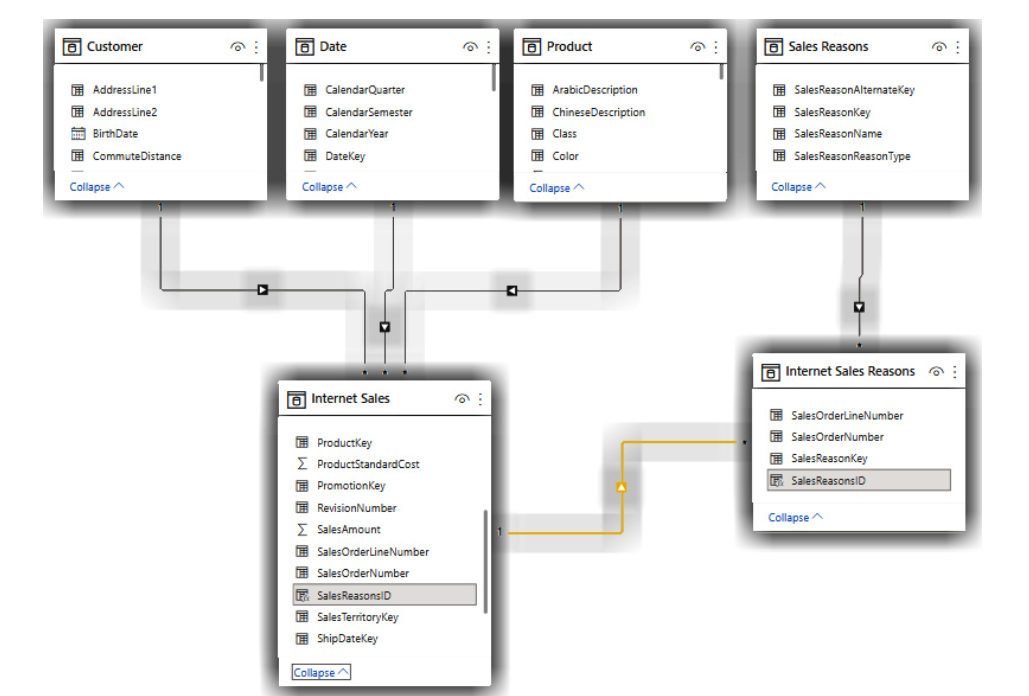 Customer
AddressLine1
AddressLine2
BirthDate
CommuteDistance
Collapse
Date
CalendarQuarter
CalendarSemester
CalendarYear
DateKey
Collapse
Product
ArabicDescription
ChineseDescription
Class
Color
Collapse
Sales Reasons
SalesReasonAlternateKey
SalesReasonKey
SalesReasonName
SalesReasonReasonType
Collapse
1
1
1
1
* * *
*
Internet Sales
ProductKey
∑ ProductStandardCost
PromotionKey
RevisionNumber
∑ SalesAmount
SalesOrderLineNumber
SalesOrderNumber
SalesReasonsID
SalesTerritoryKey
ShipDateKey
Collapse
1
*
Internet Sales Reasons
SalesOrderLineNumber
SalesOrderNumber
SalesReasonKey
SalesReasonsID
Collapse